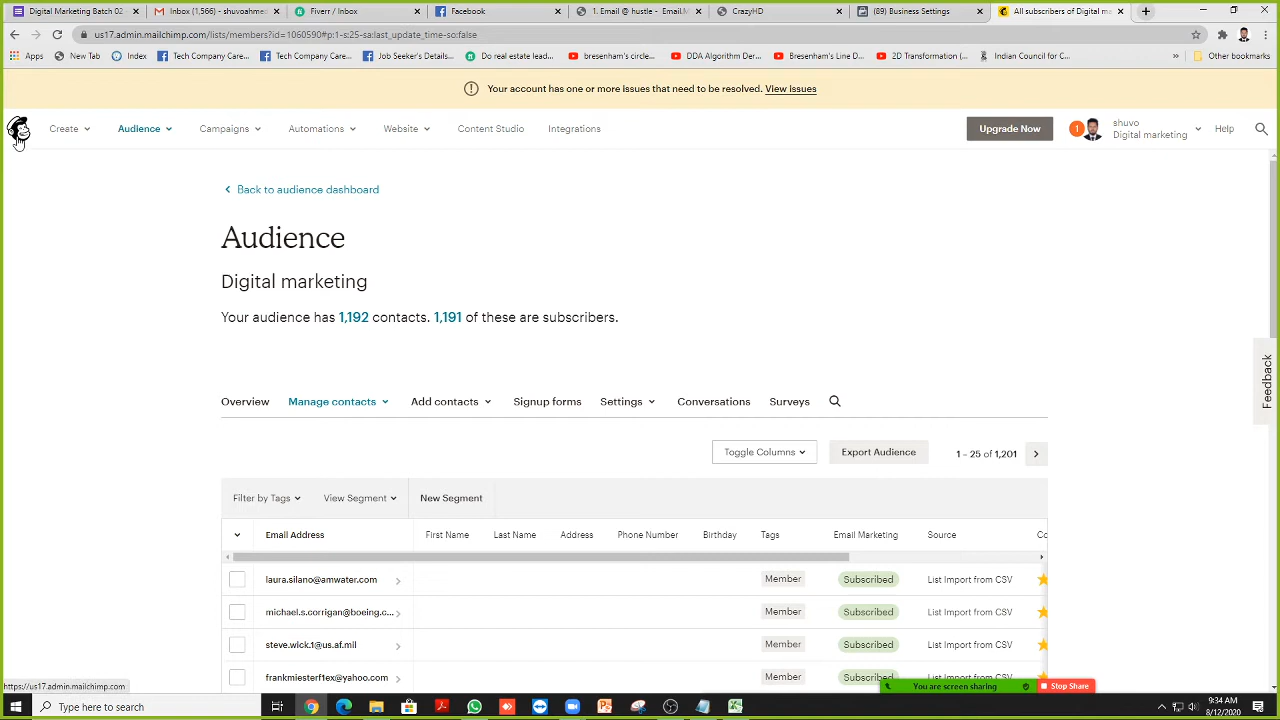 Digital Marketing Batch 02
Inbox (1,566) - shuvoahmes
Fiverr / Inbox
Facebook
1. Email @ hustle - Email.M
CrazyHD
(89) Business Settings
All subscribers of Digital m
us17.admin.mailchimp.com/lists/members?id=1060590#p:1-s:25-sa:last_update_time-so:false
Apps
New Tab
Index
Tech Company Care...
Tech Company Care...
Job Seeker's Details...
Do real estate lead...
bresenham's circle...
DDA Algorithm Der...
Bresenham's Line D...
2D Transformation (...
Indian Council for C...
Other bookmarks
Your account has one or more issues that need to be resolved. View issues
Create
Audience
Campaigns
Automations
Website
Content Studio
Integrations
Upgrade Now
1
shuvo
Digital marketing
Help
Back to audience dashboard
Audience
Digital marketing
Your audience has 1,192 contacts. 1,191 of these are subscribers.
Feedback
Overview
Manage contacts
Add contacts
Signup forms
Settings
Conversations
Surveys
Toggle Columns
Export Audience
1 – 25 of 1,201
Filter by Tags
View Segment
New Segment
Email Address
First Name
Last Name
Address
Phone Number
Birthday
Tags
Email Marketing
Source
Co
laura.silano@amwater.com
Member
Subscribed
List Import from CSV
michael.s.corrigan@boeing.c...
Member
Subscribed
List Import from CSV
steve.wick.1@us.af.mil
Member
Subscribed
List Import from CSV
frankmiesterf1ex@yahoo.com
Member
Subscribed
List Import from CSV
https://us17.admin.mailchimp.com
You are screen sharing
Stop Share
Type here to search
9:34 AM
8/12/2020